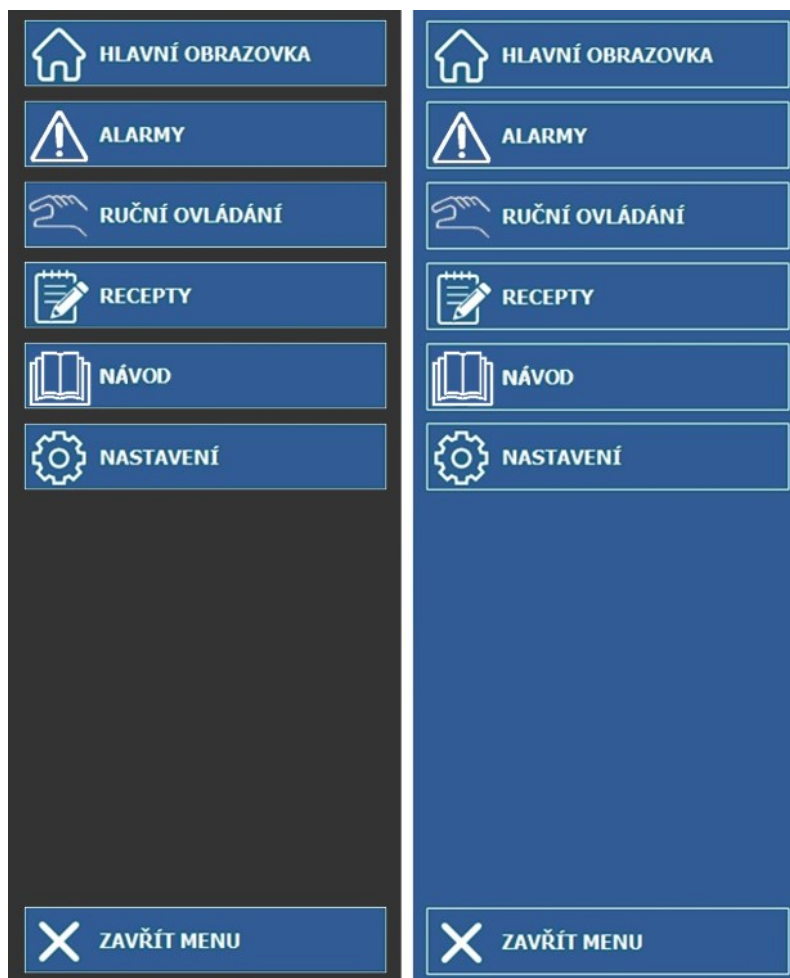 HLAVNÍ OBRAZOVKA
ALARMY
RUČNÍ OVLÁDÁNÍ
RECEPTY
NÁVOD
NASTAVENÍ
ZAVŘÍT MENU
HLAVNÍ OBRAZOVKA
ALARMY
RUČNÍ OVLÁDÁNÍ
RECEPTY
NÁVOD
NASTAVENÍ
ZAVŘÍT MENU